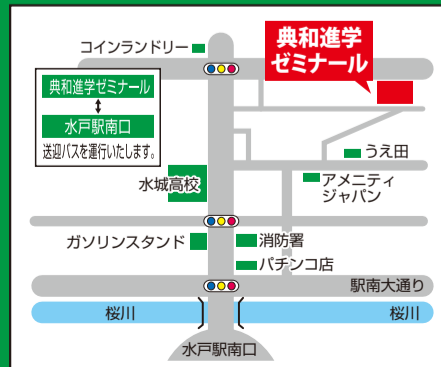 コインランドリー
典和進学
ゼミナール
典和進学ゼミナール
水戸駅南口
送迎バスを運行いたします。
うえ田
水城高校
アメニティ
ジャパン
ガソリンスタンド
消防署
パチンコ店
駅南大通り
桜川
桜川
水戸駅南口